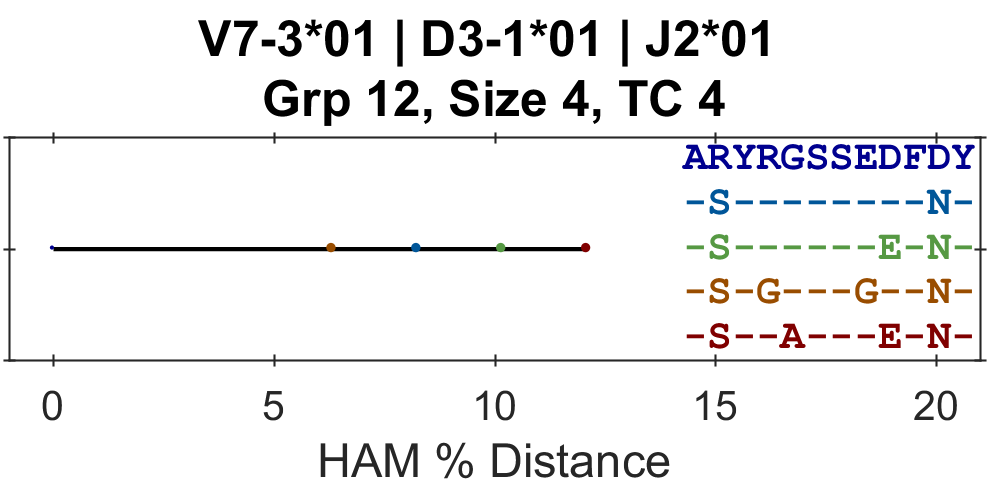 V7-3*01 | D3-1*01 | J2*01
Grp 12, Size 4, TC 4
ARYRGSSEDFDY
-S--------N-
-S------E-N-
-S-G---G--N-
-S--A---E-N-
0 5 10 15 20
HAM % Distance